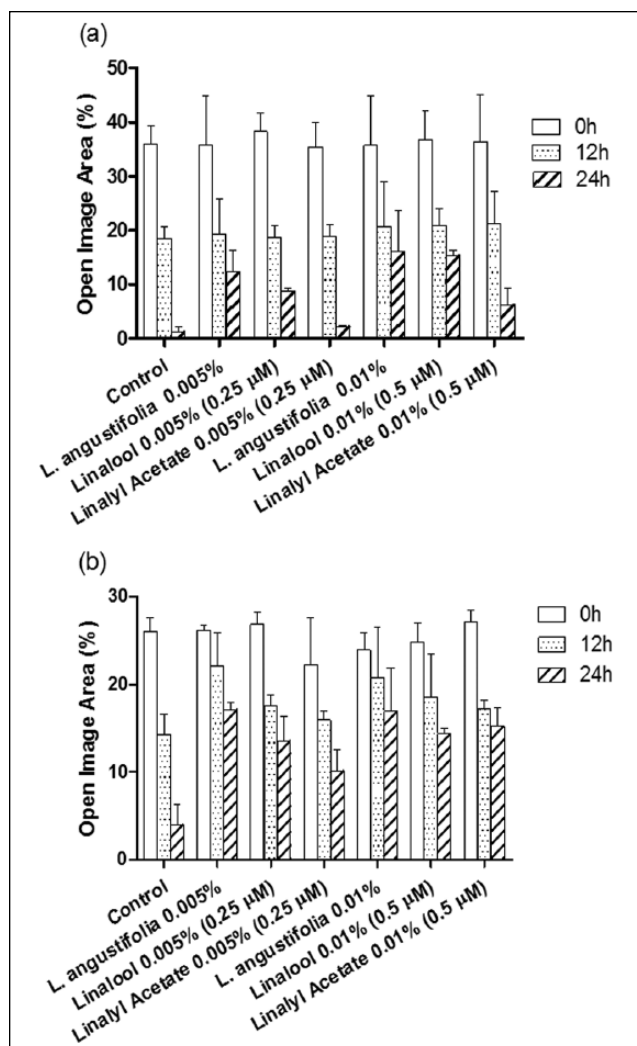 (a)
Open Image Area (%)
50
40
30
20
10
0
0h
12h
24h
Control
L. angustifolia 0.005%
Linalool 0.005% (0.25 µM)
Linalyl Acetate 0.005% (0.25 µM)
L. angustifolia 0.01%
Linalool 0.01% (0.5 µM)
Linalyl Acetate 0.01% (0.5 µM)
(b)
Open Image Area (%)
30
20
10
0
0h
12h
24h
Control
L. angustifolia 0.005%
Linalool 0.005% (0.25 µM)
Linalyl Acetate 0.005% (0.25 µM)
L. angustifolia 0.01%
Linalool 0.01% (0.5 µM)
Linalyl Acetate 0.01% (0.5 µM)